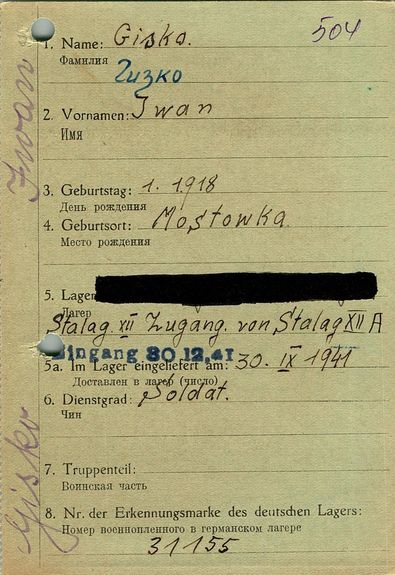 504
1. Name: Gisko.
Фамилия
Гизко
2. Vornamen: Iwan
Имя
3. Geburtstag: 1. 1918
День рождения
4. Geburtsort: Mostowka.
Место рождения
5. Lager
Лагерь
Stalag. XII Zugang. von Stalag XII A
Eingang 30.12.41
5a. Im Lager eingeliefert am: 30. IX 1941
Доставлен в лагерь (число)
6. Dienstgrad: Soldat.
Чин
7. Truppenteil:
Воинская часть
8. Nr. der Erkennungsmarke des deutschen Lagers:
Номер военнопленного в германском лагере
31155
Gisko Iwan